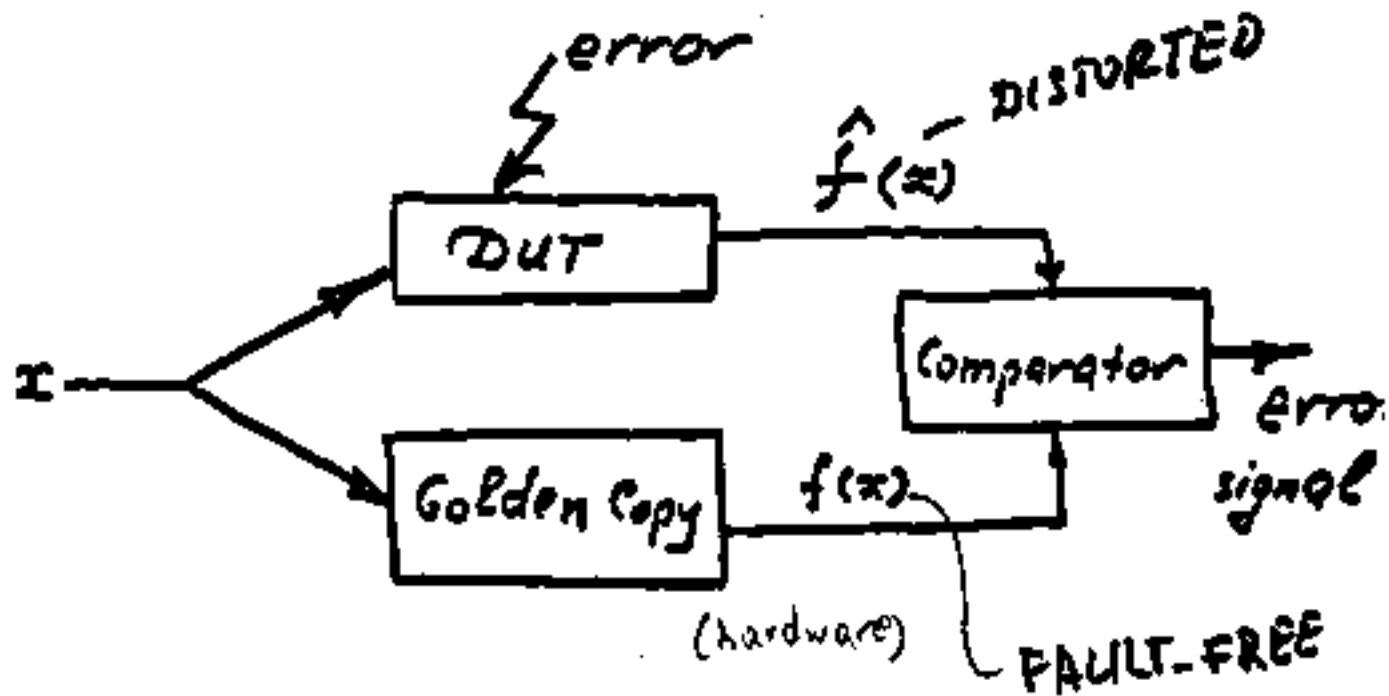 error
DISTORTED
f̂(x)
DUT
x
Comparator
erro
signal
Golden Copy
f(x)
(hardware)
FAULT-FREE